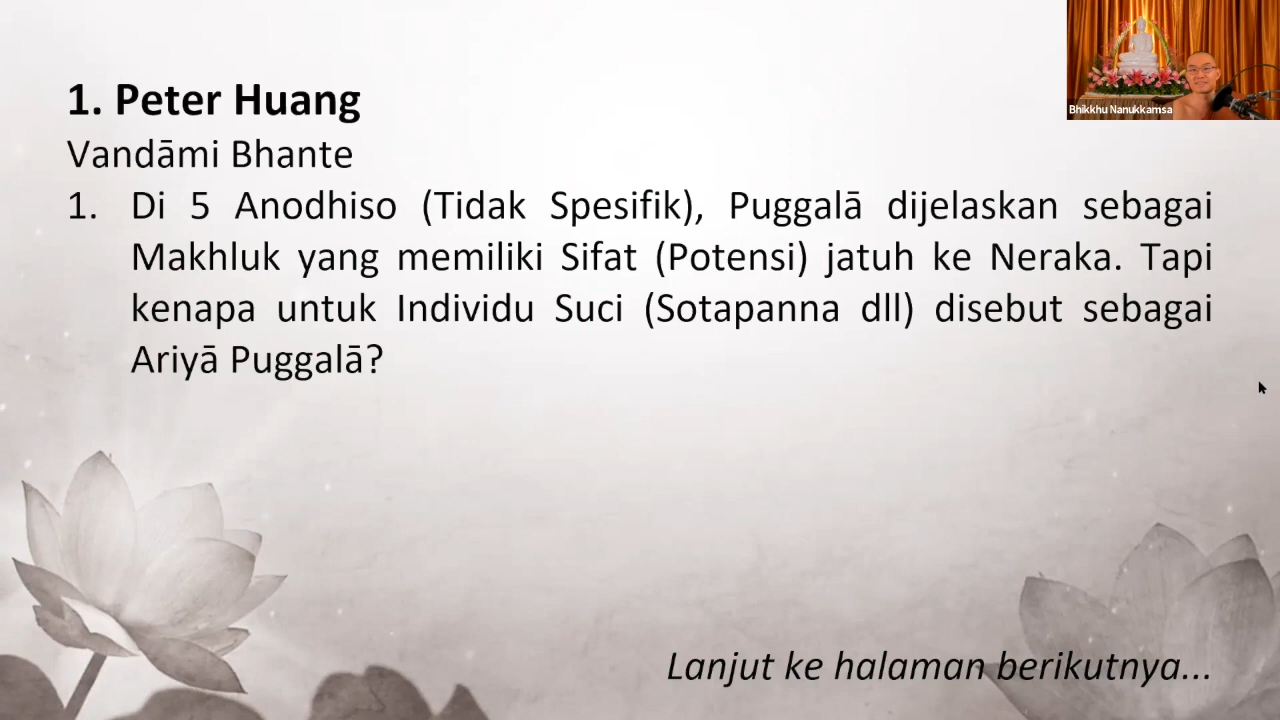 Bhikkhu Nanukkamsa
1. Peter Huang
Vandāmi Bhante
1. Di 5 Anodhiso (Tidak Spesifik), Puggalā dijelaskan sebagai
Makhluk yang memiliki Sifat (Potensi) jatuh ke Neraka. Tapi
kenapa untuk Individu Suci (Sotapanna dll) disebut sebagai
Ariyā Puggalā?
Lanjut ke halaman berikutnya...